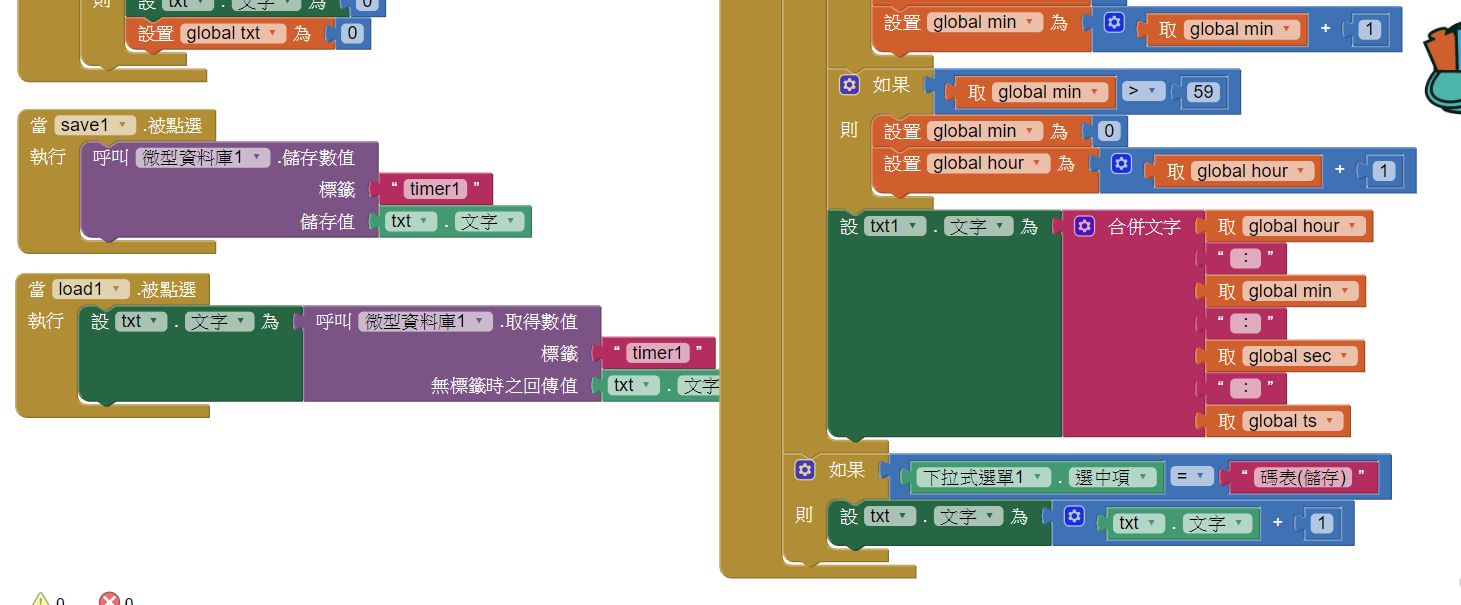 則 設 txt . 文字 為 0
設置 global txt 為 0
當 save1 .被點選
執行 呼叫 微型資料庫1 .儲存數值
標籤 “ timer1 ”
儲存值 txt . 文字
當 load1 .被點選
執行 設 txt . 文字 為 呼叫 微型資料庫1 .取得數值
標籤 “ timer1 ”
無標籤時之回傳值 txt . 文字
0 0
設置 global min 為 取 global min + 1
如果 取 global min > 59
則 設置 global min 為 0
設置 global hour 為 取 global hour + 1
設 txt1 . 文字 為 合併文字 取 global hour
“ : ”
取 global min
“ : ”
取 global sec
“ : ”
取 global ts
如果 下拉式選單1 . 選中項 = “ 碼表(儲存) ”
則 設 txt . 文字 為 txt . 文字 + 1